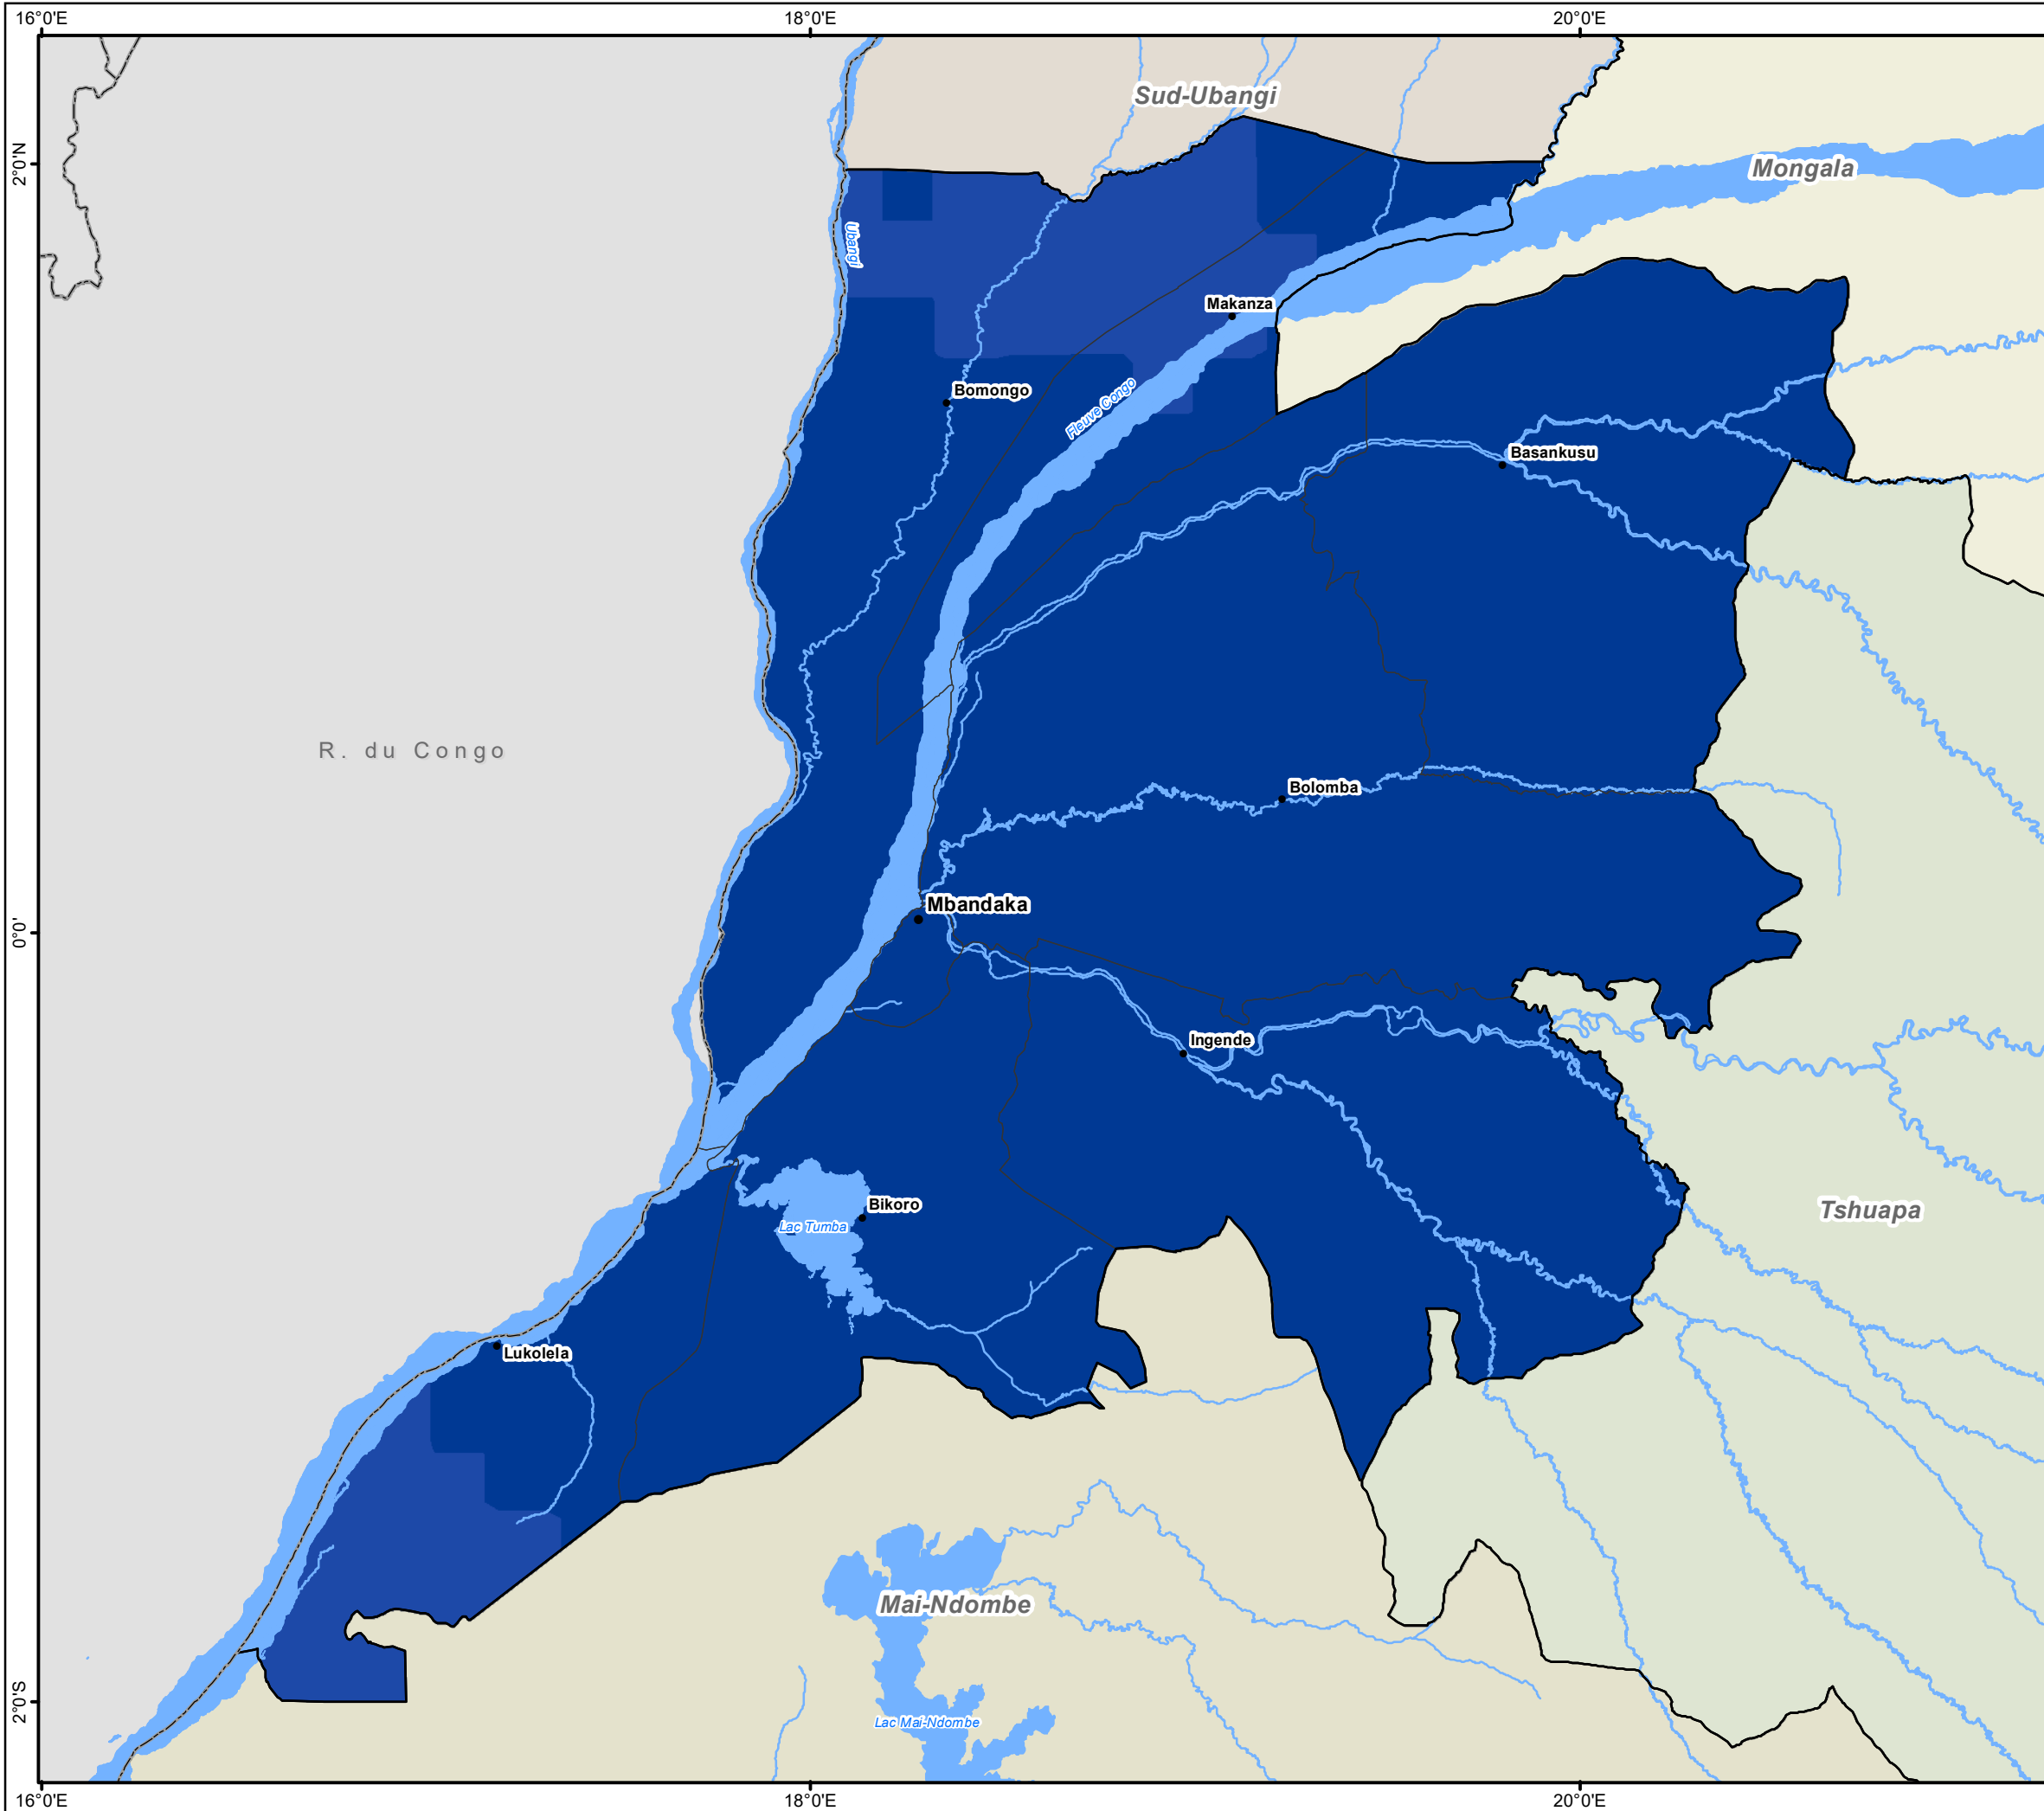 16°0'E 18°0'E 20°0'E
Sud-Ubangi
2°0'N
Mongala
Ubangi
Makanza
Bomongo
Fleuve Congo
Basankusu
R. du Congo
Bolomba
Mbandaka
0°0'
Ingende
Bikoro
Tshuapa
Lac Tumba
Lukolela
Mai-Ndombe
2°0'S
Lac Mai-Ndombe
16°0'E 18°0'E 20°0'E